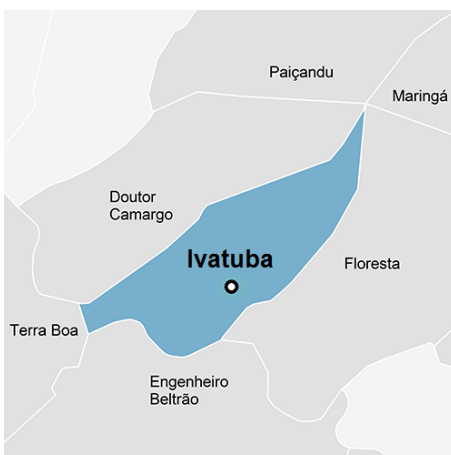 Paiçandu
Maringá
Doutor
Camargo
Ivatuba
Floresta
Terra Boa
Engenheiro
Beltrão